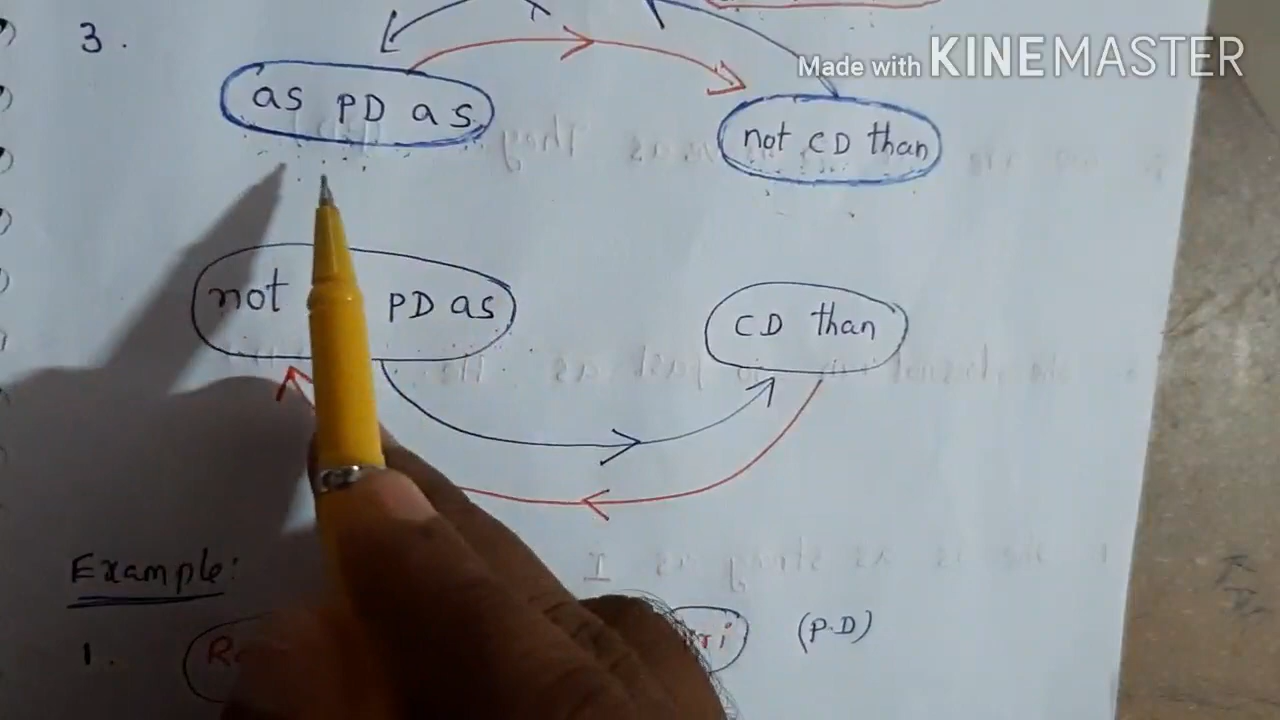 3.
Made with KINEMASTER
as PD as
not CD than
not PD as
CD than
Example:
1. (P.D)